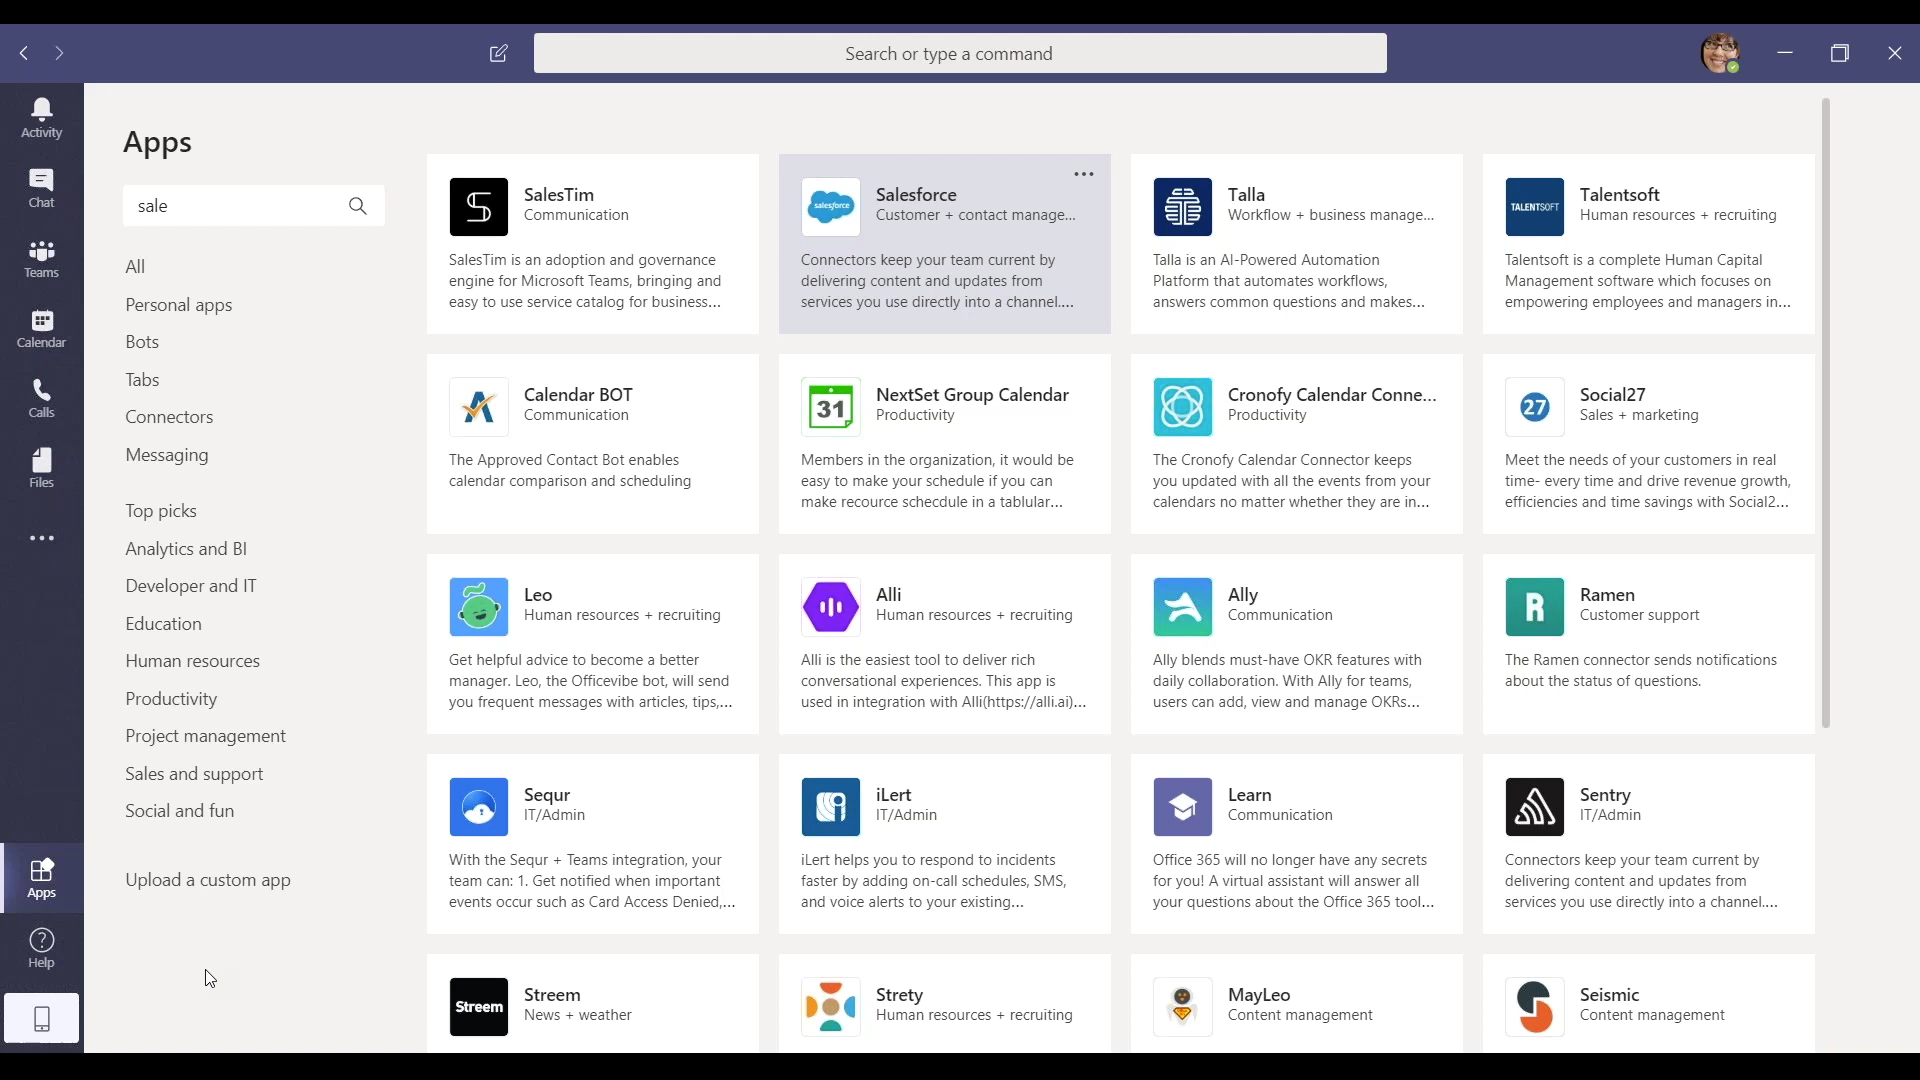 Search or type a command
Activity
Chat
Teams
Calendar
Calls
Files
Apps
Help
Apps
sale
All
Personal apps
Bots
Tabs
Connectors
Messaging
Top picks
Analytics and BI
Developer and IT
Education
Human resources
Productivity
Project management
Sales and support
Social and fun
Upload a custom app
SalesTim
Communication
SalesTim is an adoption and governance
engine for Microsoft Teams, bringing and
easy to use service catalog for business...
salesforce
Salesforce
Customer + contact manage...
Connectors keep your team current by
delivering content and updates from
services you use directly into a channel....
Talla
Workflow + business manage...
Talla is an AI-Powered Automation
Platform that automates workflows,
answers common questions and makes...
TALENTSOFT
Talentsoft
Human resources + recruiting
Talentsoft is a complete Human Capital
Management software which focuses on
empowering employees and managers in...
Calendar BOT
Communication
The Approved Contact Bot enables
calendar comparison and scheduling
31
NextSet Group Calendar
Productivity
Members in the organization, it would be
easy to make your schedule if you can
make recource schecdule in a tablular...
Cronofy Calendar Conne...
Productivity
The Cronofy Calendar Connector keeps
you updated with all the events from your
calendars no matter whether they are in...
27
Social27
Sales + marketing
Meet the needs of your customers in real
time- every time and drive revenue growth,
efficiencies and time savings with Social2...
Leo
Human resources + recruiting
Get helpful advice to become a better
manager. Leo, the Officevibe bot, will send
you frequent messages with articles, tips,...
Alli
Human resources + recruiting
Alli is the easiest tool to deliver rich
conversational experiences. This app is
used in integration with Alli(https://alli.ai)...
Ally
Communication
Ally blends must-have OKR features with
daily collaboration. With Ally for teams,
users can add, view and manage OKRs...
R
Ramen
Customer support
The Ramen connector sends notifications
about the status of questions.
Sequr
IT/Admin
With the Sequr + Teams integration, your
team can: 1. Get notified when important
events occur such as Card Access Denied,...
iLert
IT/Admin
iLert helps you to respond to incidents
faster by adding on-call schedules, SMS,
and voice alerts to your existing...
Learn
Communication
Office 365 will no longer have any secrets
for you! A virtual assistant will answer all
your questions about the Office 365 tool...
Sentry
IT/Admin
Connectors keep your team current by
delivering content and updates from
services you use directly into a channel....
Streem
Streem
News + weather
Strety
Human resources + recruiting
MayLeo
Content management
Seismic
Content management